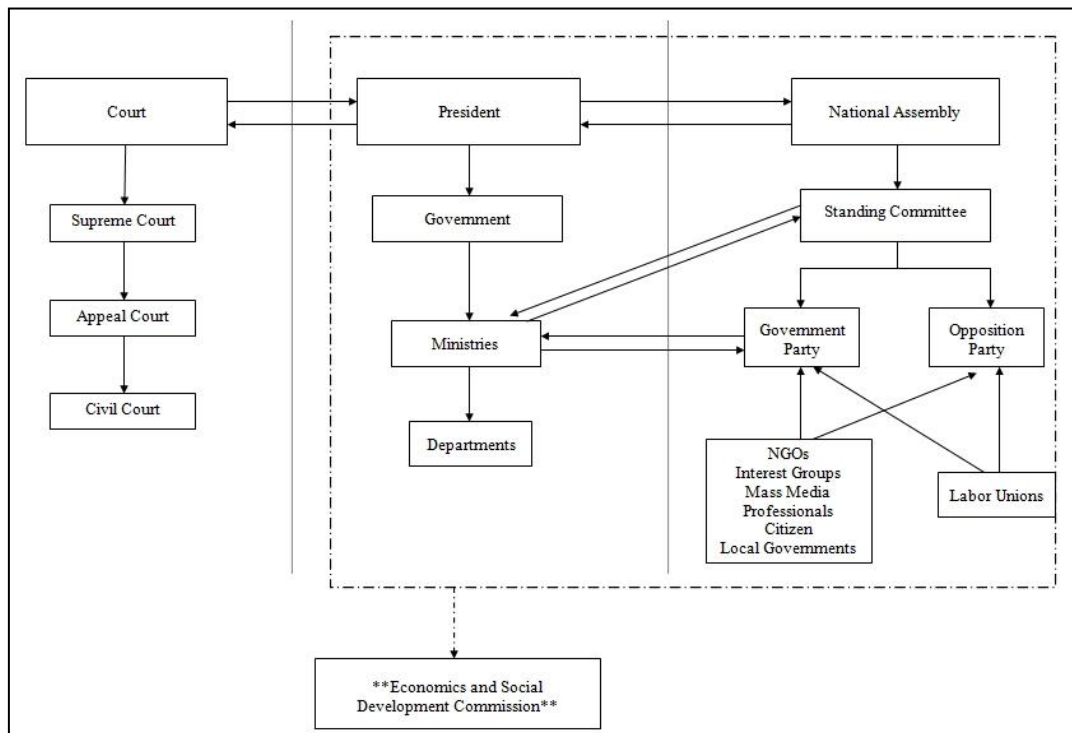 Court
President
National Assembly
Supreme Court
Government
Standing Committee
Appeal Court
Ministries
Government
Party
Opposition
Party
Civil Court
Departments
NGOs
Interest Groups
Mass Media
Professionals
Citizen
Local Governments
Labor Unions
**Economics and Social
Development Commission**